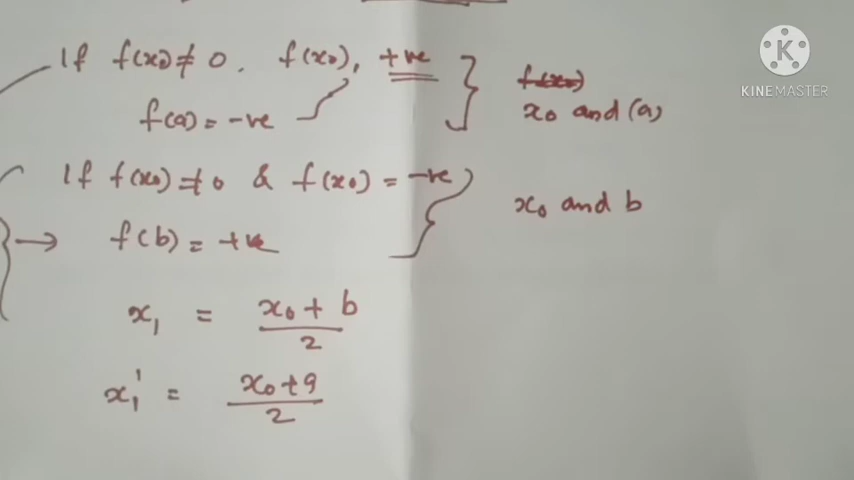 If f(x₀) ≠ 0. f(x₀), +ve
f(a) = -ve
f(x₀)
x₀ and (a)
If f(x₀) ≠ 0 & f(x₀) = -ve
f(b) = +ve
x₀ and b
x₁ = x₀ + b / 2
x₁' = x₀ + a / 2
K
KINEMASTER